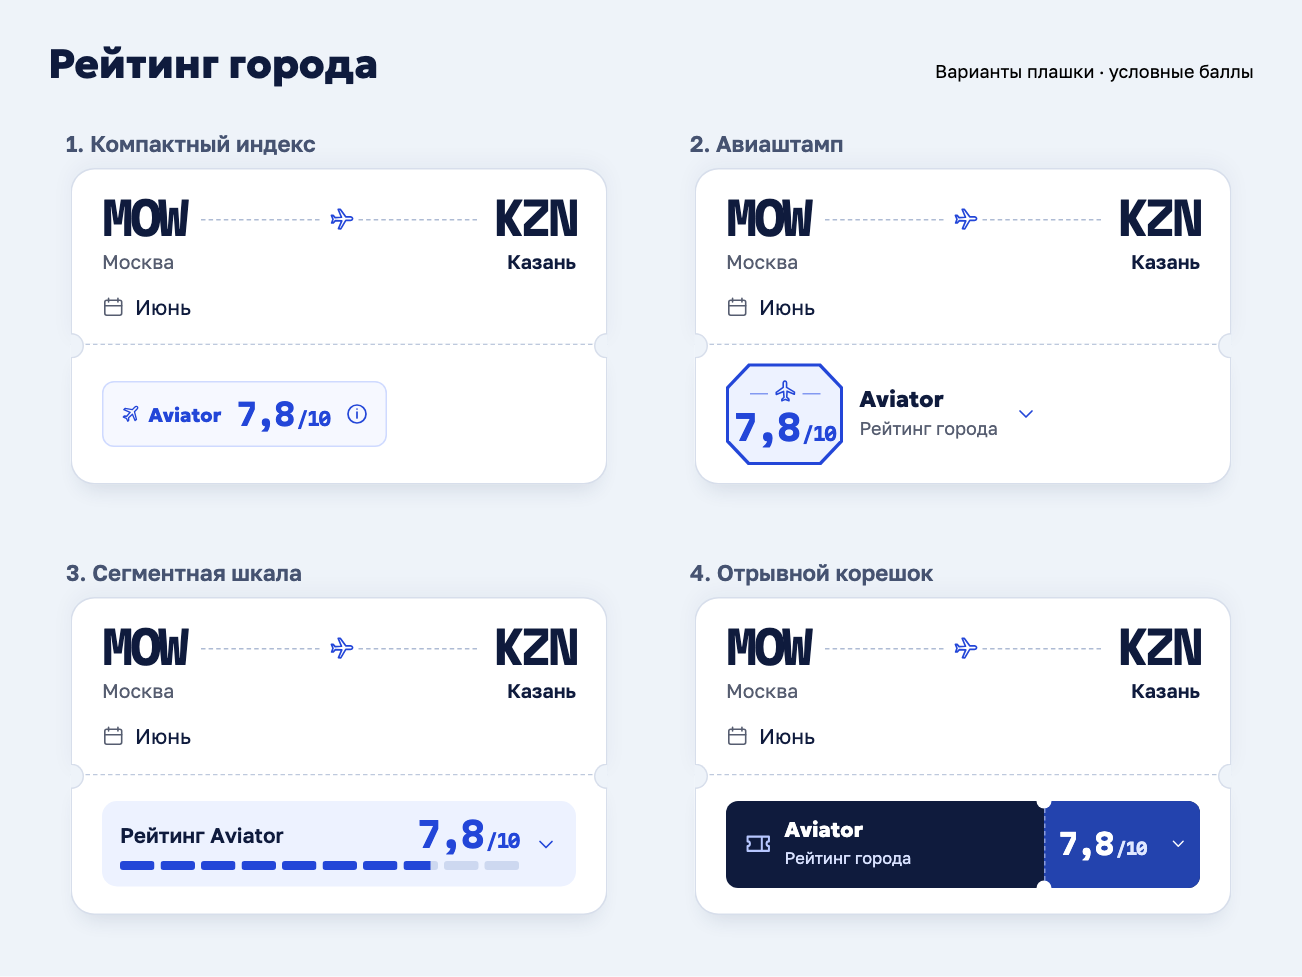 Рейтинг города
Варианты плашки · условные баллы
1. Компактный индекс
MOW KZN
Москва Казань
Июнь
Aviator 7,8/10
2. Авиаштамп
MOW KZN
Москва Казань
Июнь
7,8/10
Aviator
Рейтинг города
3. Сегментная шкала
MOW KZN
Москва Казань
Июнь
Рейтинг Aviator 7,8/10
4. Отрывной корешок
MOW KZN
Москва Казань
Июнь
Aviator
Рейтинг города
7,8/10